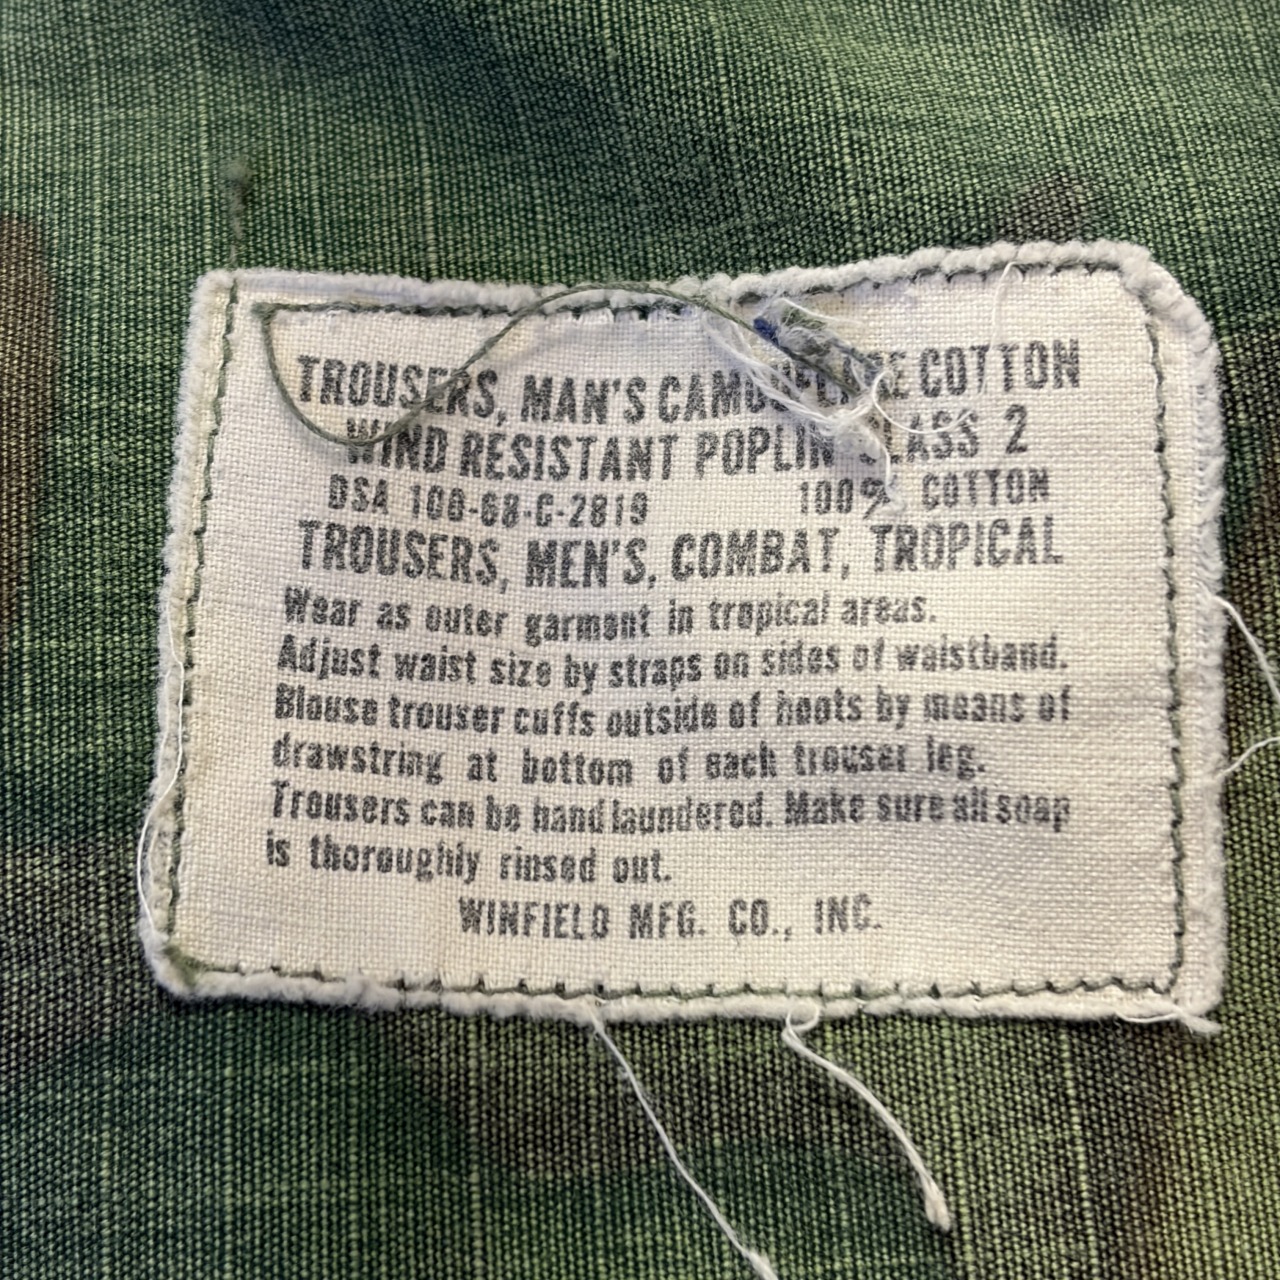 TROUSERS, MAN'S CAMOUFLAGE COTTON
WIND RESISTANT POPLIN CLASS 2
DSA 100-68-C-2819 100% COTTON
TROUSERS, MEN'S, COMBAT, TROPICAL
Wear as outer garment in tropical areas.
Adjust waist size by straps on sides of waistband.
Blouse trouser cuffs outside of boots by means of
drawstring at bottom of each trouser leg.
Trousers can be hand laundered. Make sure all soap
is thoroughly rinsed out.
WINFIELD MFG. CO., INC.